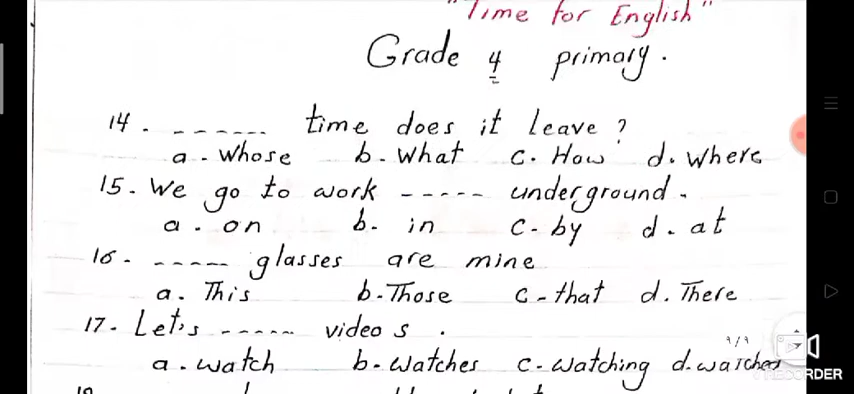 "Time for English"
Grade 4 primary.
14. ------ time does it leave?
a. Whose b. What c. How d. Where
15. We go to work ----- underground.
a. on b. in c. by d. at
16. ----- glasses are mine
a. This b. Those c. that d. There
17. Let's ----- videos.
a. watch b. watches c. watching
RECORDER